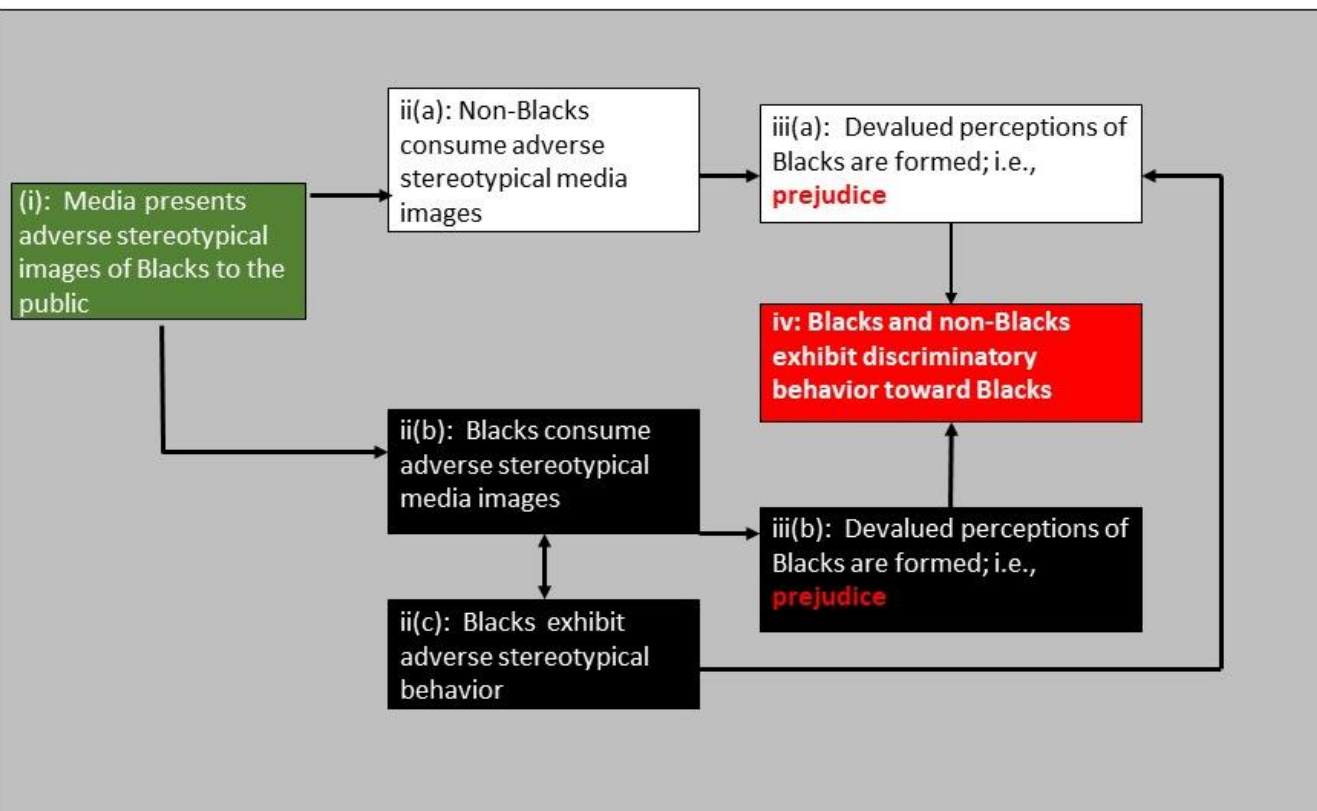 (i): Media presents
adverse stereotypical
images of Blacks to the
public
ii(a): Non-Blacks
consume adverse
stereotypical media
images
iii(a): Devalued perceptions of
Blacks are formed; i.e.,
prejudice
iv: Blacks and non-Blacks
exhibit discriminatory
behavior toward Blacks
ii(b): Blacks consume
adverse stereotypical
media images
iii(b): Devalued perceptions of
Blacks are formed; i.e.,
prejudice
ii(c): Blacks exhibit
adverse stereotypical
behavior